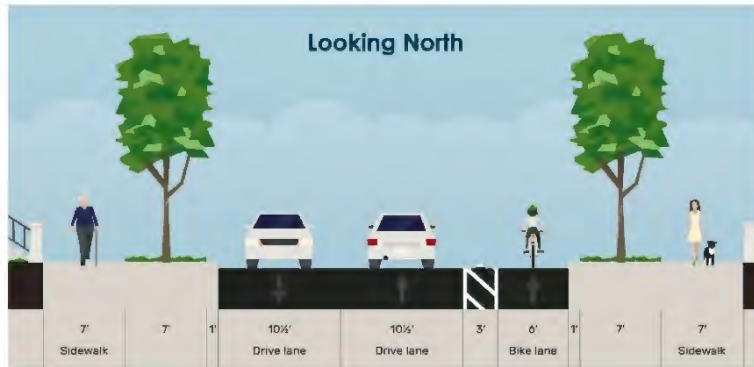 Looking North
7' 7' 1' 10½' 10½' 3' 6' 1' 7' 7'
Sidewalk Drive lane Drive lane Bike lane Sidewalk